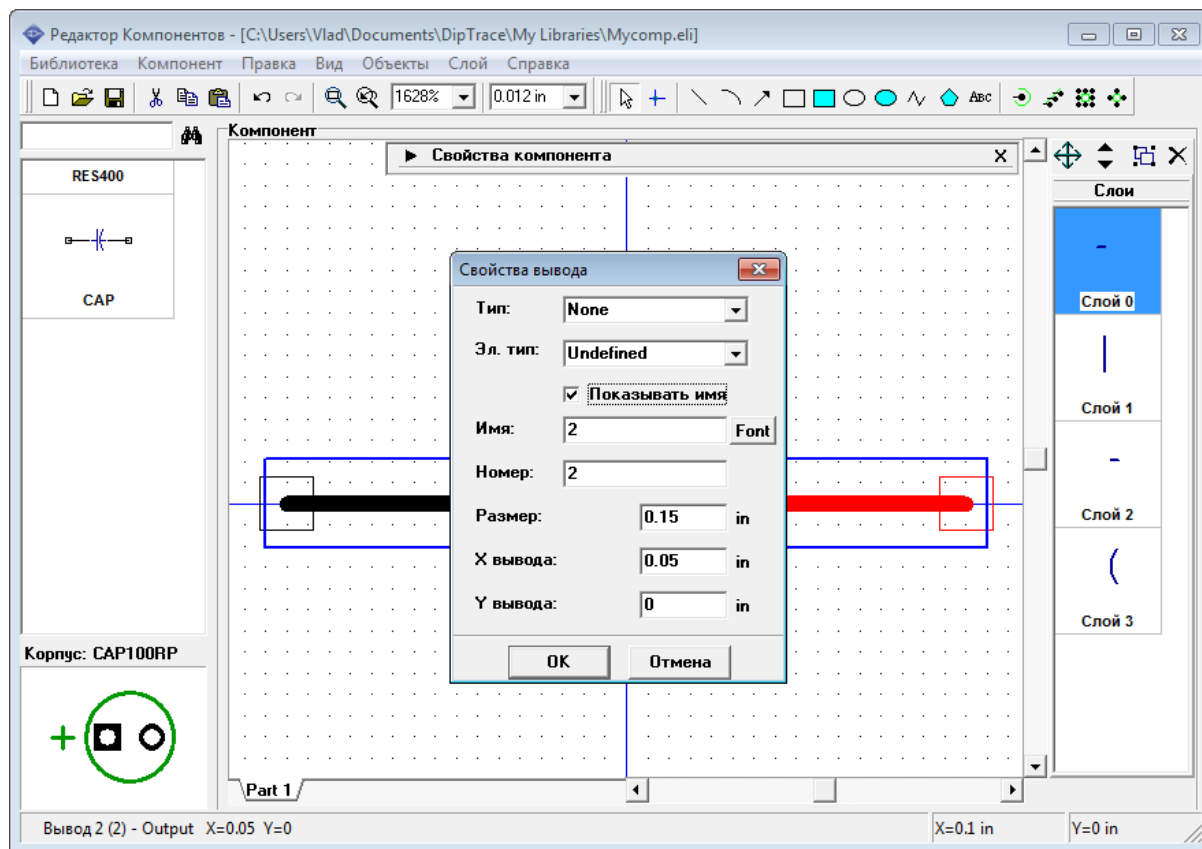 Редактор Компонентов - [C:\Users\Vlad\Documents\DipTrace\My Libraries\Mycomp.eli]
Библиотека Компонент Правка Вид Объекты Слой Справка
1628% 0.012 in ABC
Компонент
Свойства компонента X
RES400
CAP
Слои
Слой 0
Слой 1
Слой 2
Слой 3
Свойства вывода
Тип: None
Эл. тип: Undefined
Показывать имя
Имя: 2 Font
Номер: 2
Размер: 0.15 in
X вывода: 0.05 in
Y вывода: 0 in
OK Отмена
Корпус: CAP100RP
Part 1
Вывод 2 (2) - Output X=0.05 Y=0 X=0.1 in Y=0 in